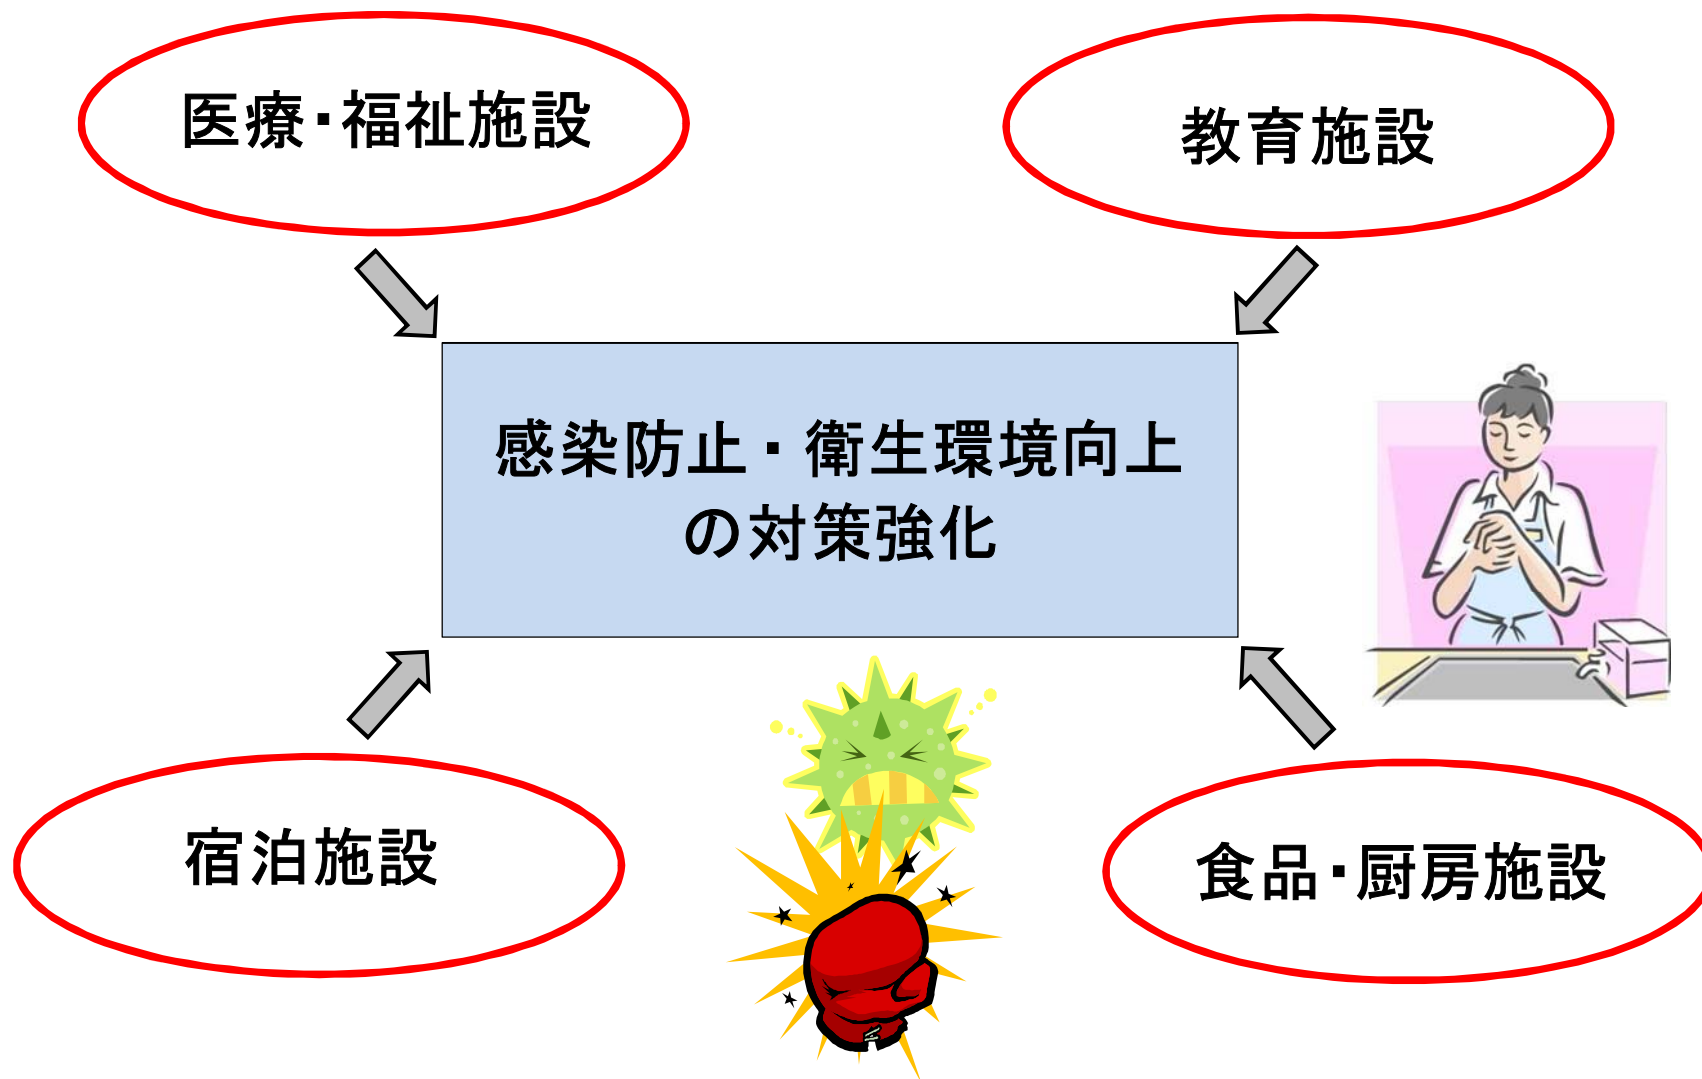 医療・福祉施設
教育施設
感染防止・衛生環境向上
の対策強化
宿泊施設
食品・厨房施設